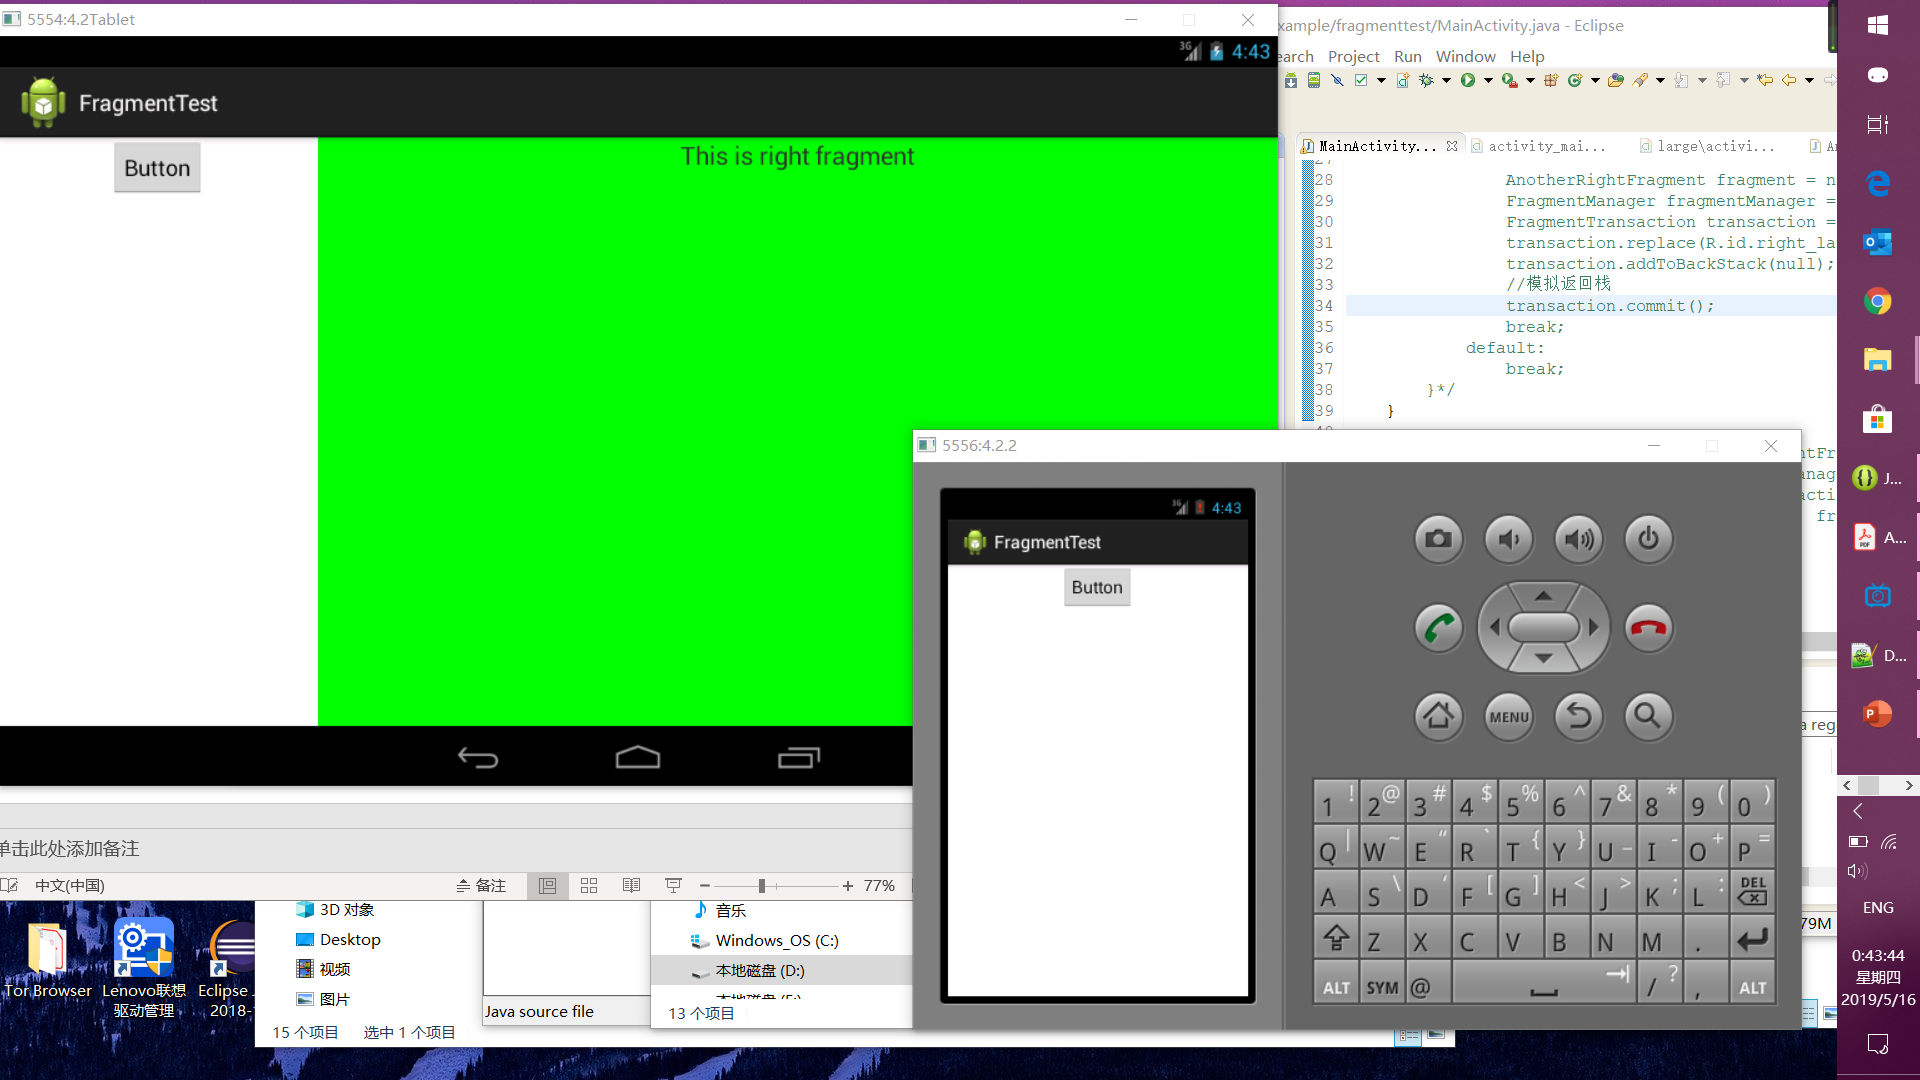 5554:4.2Tablet
3G 4:43
FragmentTest
Button
This is right fragment
xample/fragmenttest/MainActivity.java - Eclipse
earch Project Run Window Help
MainActivity... activity_mai... large\activi...
28 AnotherRightFragment fragment = n
29 FragmentManager fragmentManager =
30 FragmentTransaction transaction =
31 transaction.replace(R.id.right_la
32 transaction.addToBackStack(null);
33 //模拟返回栈
34 transaction.commit();
35 break;
36 default:
37 break;
38 }*/
39 }
5556:4.2.2
3G 4:43
FragmentTest
Button
MENU
1 ! 2 @ 3 # 4 $ 5 % 6 ^ 7 & 8 * 9 ( 0 )
Q | W ~ E “ R ` T { Y } U _ I - O + P =
A S \ D ‘ F [ G ] H < J > K ; L : DEL
Z X C V B N M .
ALT SYM @ / ? , ALT
单击此处添加备注
中文(中国) 备注 77%
3D 对象
Desktop
视频
图片
15 个项目 选中 1 个项目
Java source file
音乐
Windows_OS (C:)
本地磁盘 (D:)
13 个项目
Tor Browser
Lenovo联想
驱动管理
Eclipse
2018-
J...
A...
D...
a reg
79M
ENG
0:43:44
星期四
2019/5/16